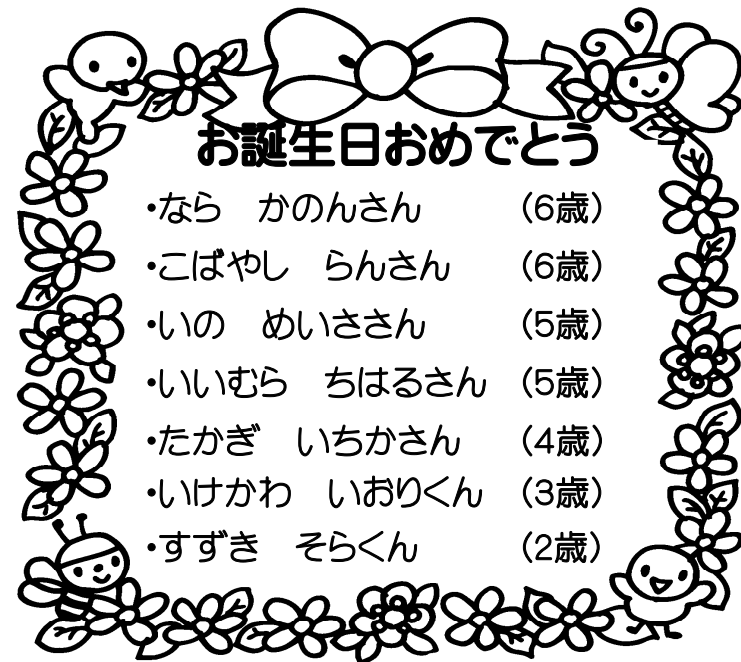 お誕生日おめでとう
・なら　かのんさん　（6歳）
・こばやし　らんさん　（6歳）
・いの　めいささん　（5歳）
・いいむら　ちはるさん　（5歳）
・たかぎ　いちかさん　（4歳）
・いけかわ　いおりくん　（3歳）
・すずき　そらくん　（2歳）